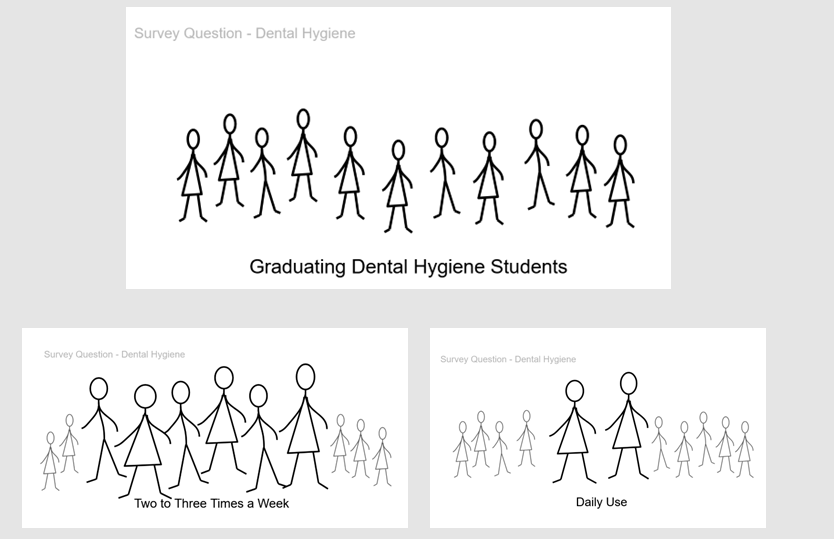 Survey Question - Dental Hygiene
Graduating Dental Hygiene Students
Survey Question - Dental Hygiene
Two to Three Times a Week
Survey Question - Dental Hygiene
Daily Use